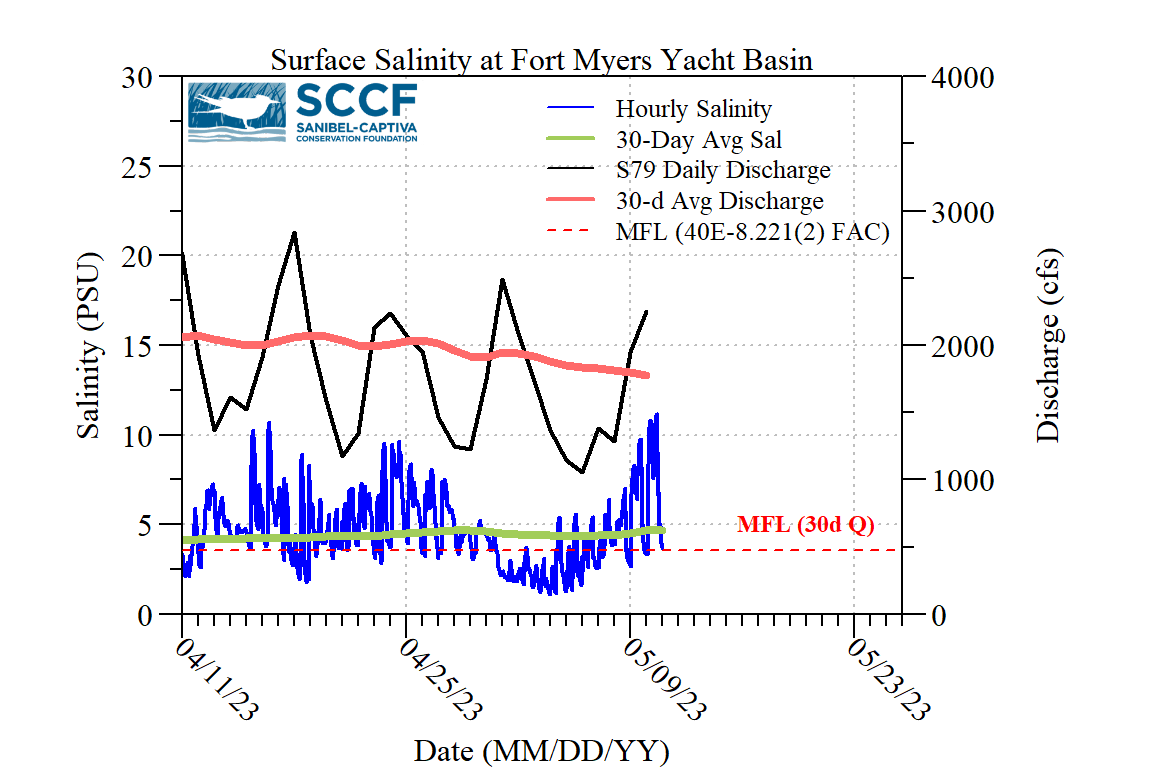 Surface Salinity at Fort Myers Yacht Basin
SCCF
SANIBEL-CAPTIVA
CONSERVATION FOUNDATION
Hourly Salinity
30-Day Avg Sal
S79 Daily Discharge
30-d Avg Discharge
MFL (40E-8.221(2) FAC)
30
25
20
15
10
5
0
Salinity (PSU)
4000
3000
2000
1000
0
Discharge (cfs)
MFL (30d Q)
04/11/23
04/25/23
05/09/23
05/23/23
Date (MM/DD/YY)